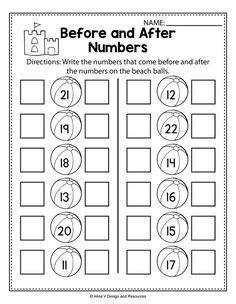 NAME:
Before and After
Numbers
Directions: Write the numbers that come before and after
the numbers on the beach balls.
21 12
19 22
18 14
13 16
20 15
11 17
© Alina V Design and Resources